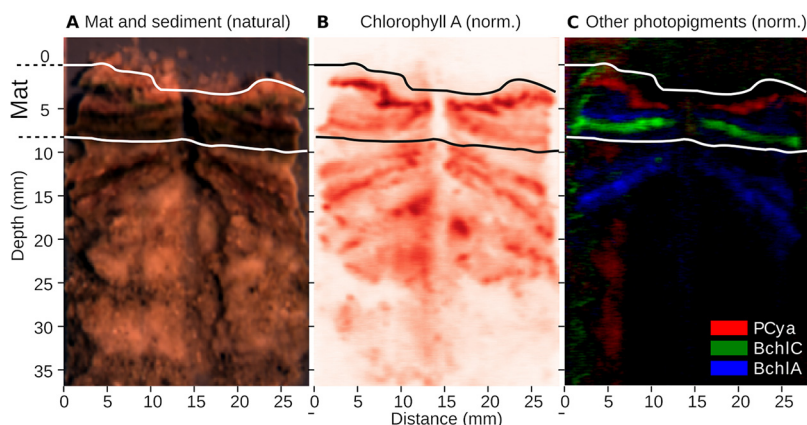 A Mat and sediment (natural)
B Chlorophyll A (norm.)
C Other photopigments (norm.)
Mat
Depth (mm)
0
5
10
15
20
25
30
35
PCya
BchlC
BchlA
0 5 10 15 20 25
0 5 10 15 20 25
0 5 10 15 20 25
Distance (mm)